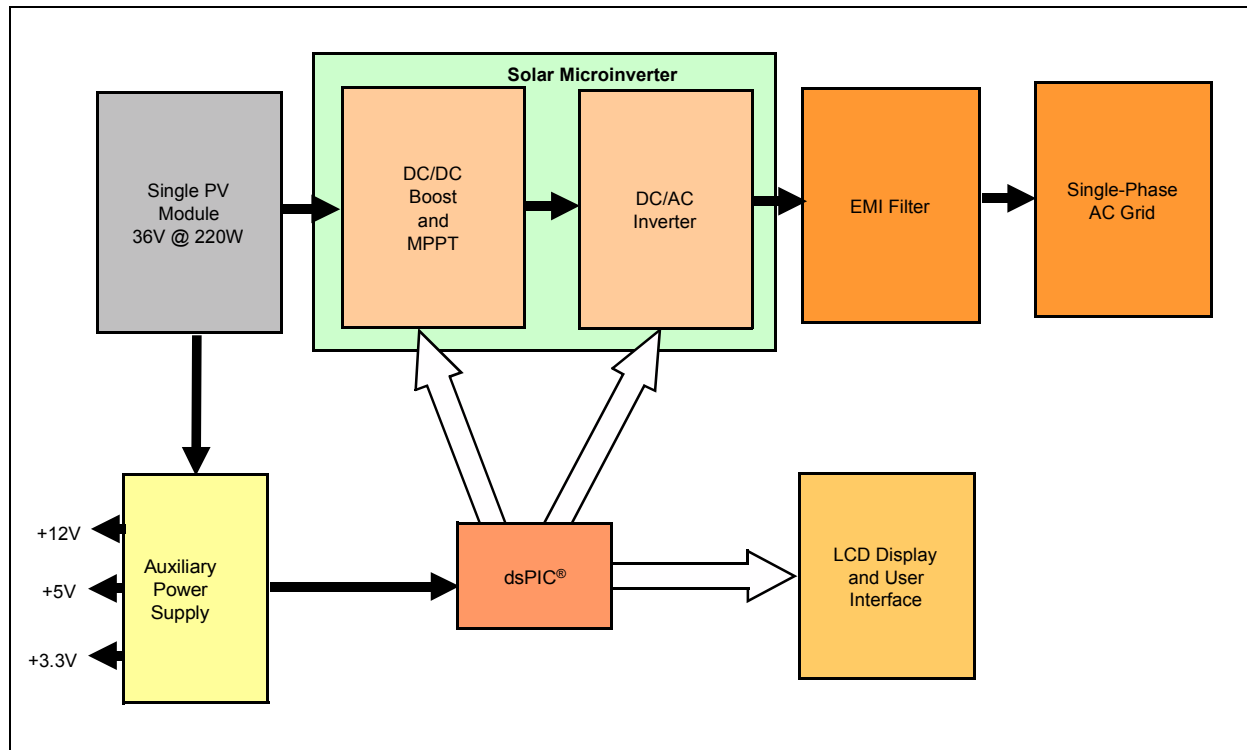 Solar Microinverter
Single PV
Module
36V @ 220W
DC/DC
Boost
and
MPPT
DC/AC
Inverter
EMI Filter
Single-Phase
AC Grid
+12V
+5V
+3.3V
Auxiliary
Power
Supply
dsPIC®
LCD Display
and User
Interface